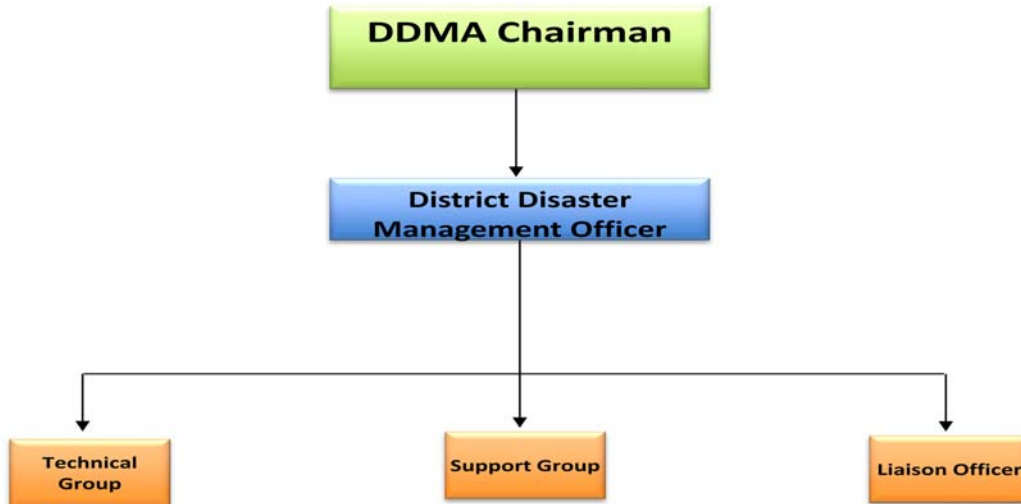 DDMA Chairman
District Disaster
Management Officer
Technical
Group
Support Group
Liaison Officer